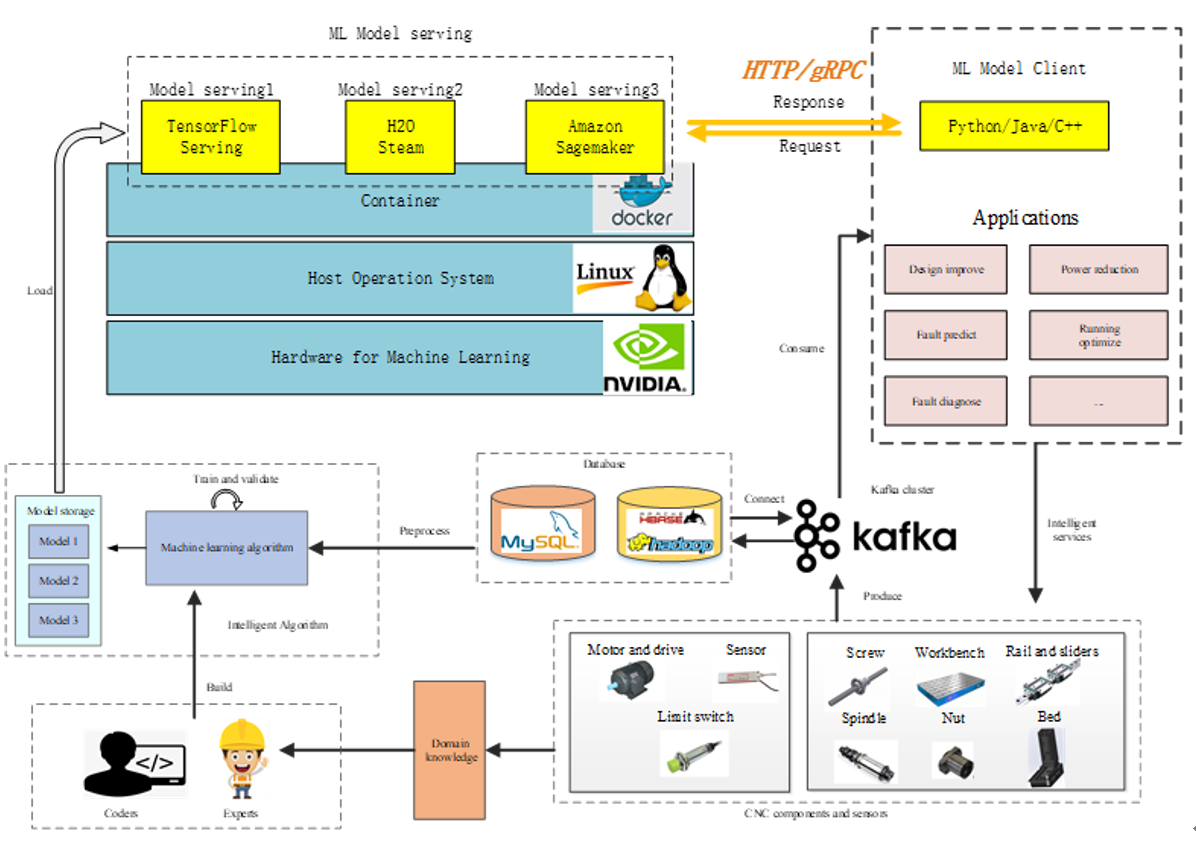 ML Model serving
Model serving1
Model serving2
Model serving3
TensorFlow
Serving
H2O
Steam
Amazon
Sagemaker
HTTP/gRPC
Response
Request
ML Model Client
Python/Java/C++
Container
docker
Host Operation System
Linux
Hardware for Machine Learning
NVIDIA.
Load
Applications
Design improve
Power reduction
Fault predict
Running
optimize
Fault diagnose
...
Consume
Model storage
Model 1
Model 2
Model 3
Train and validate
Machine learning algorithm
Intelligent Algorithm
Preprocess
Database
MySQL
APACHE
HBASE
hadoop
Connect
Kafka cluster
kafka
Intelligent
services
Produce
Build
</>
Coders
Experts
Domain
knowledge
Motor and drive
Sensor
Limit switch
Screw
Workbench
Rail and sliders
Spindle
Nut
Bed
CNC components and sensors